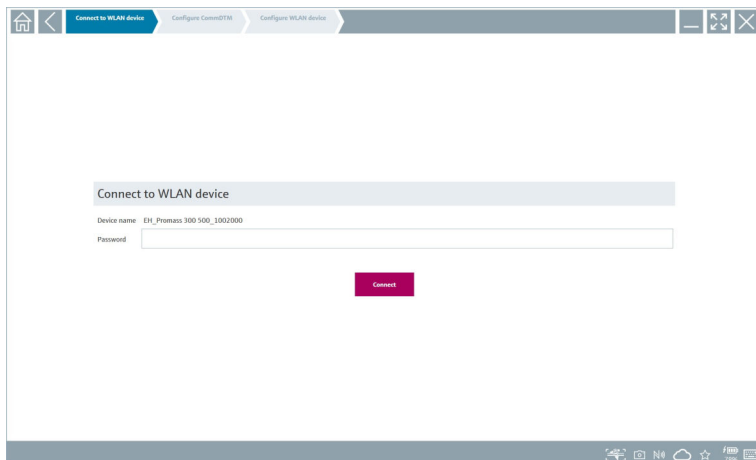 Connect to WLAN device
Configure CommDTM
Configure WLAN device
Connect to WLAN device
Device name EH_Promass 300 500_1002000
Password
Connect